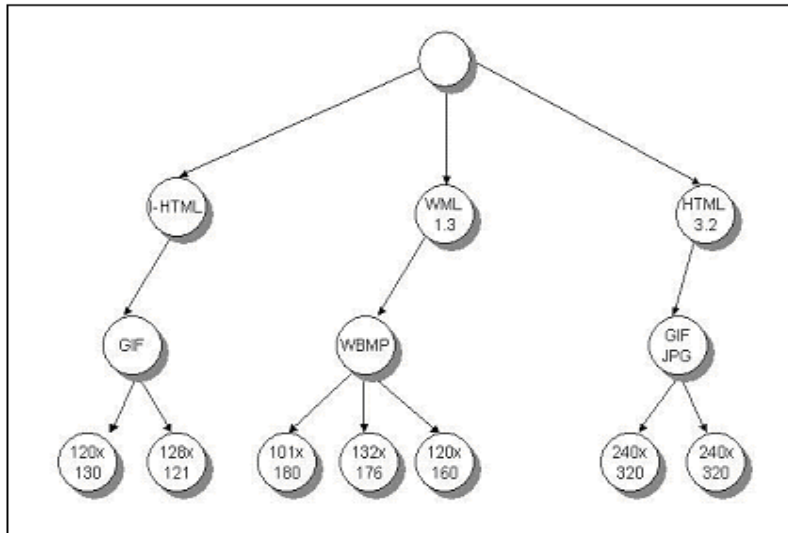 I-HTML
WML
1.3
HTML
3.2
GIF
WBMP
GIF
JPG
120x
130
128x
121
101x
180
132x
176
120x
160
240x
320
240x
320